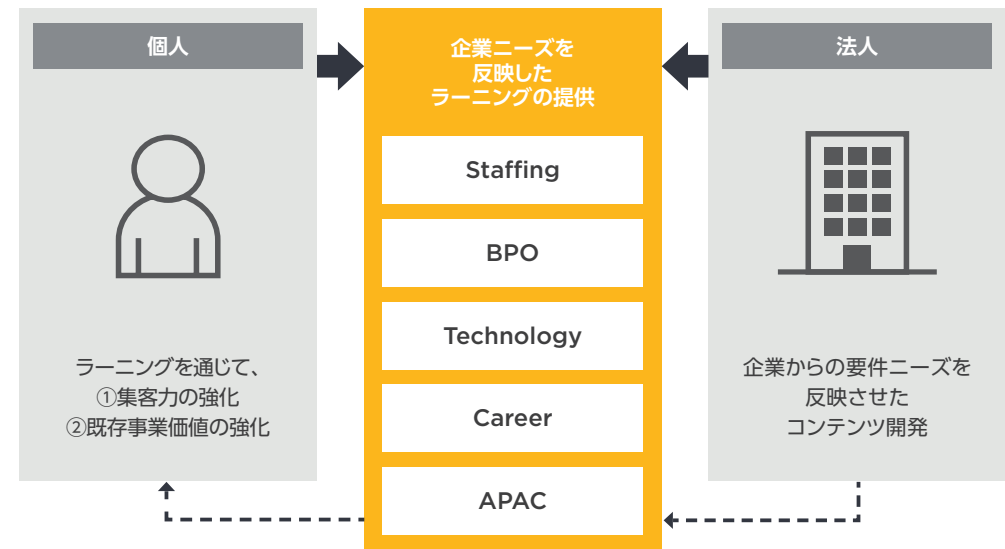 個人
ラーニングを通じて、
①集客力の強化
②既存事業価値の強化
企業ニーズを
反映した
ラーニングの提供
Staffing
BPO
Technology
Career
APAC
法人
企業からの要件ニーズを
反映させた
コンテンツ開発